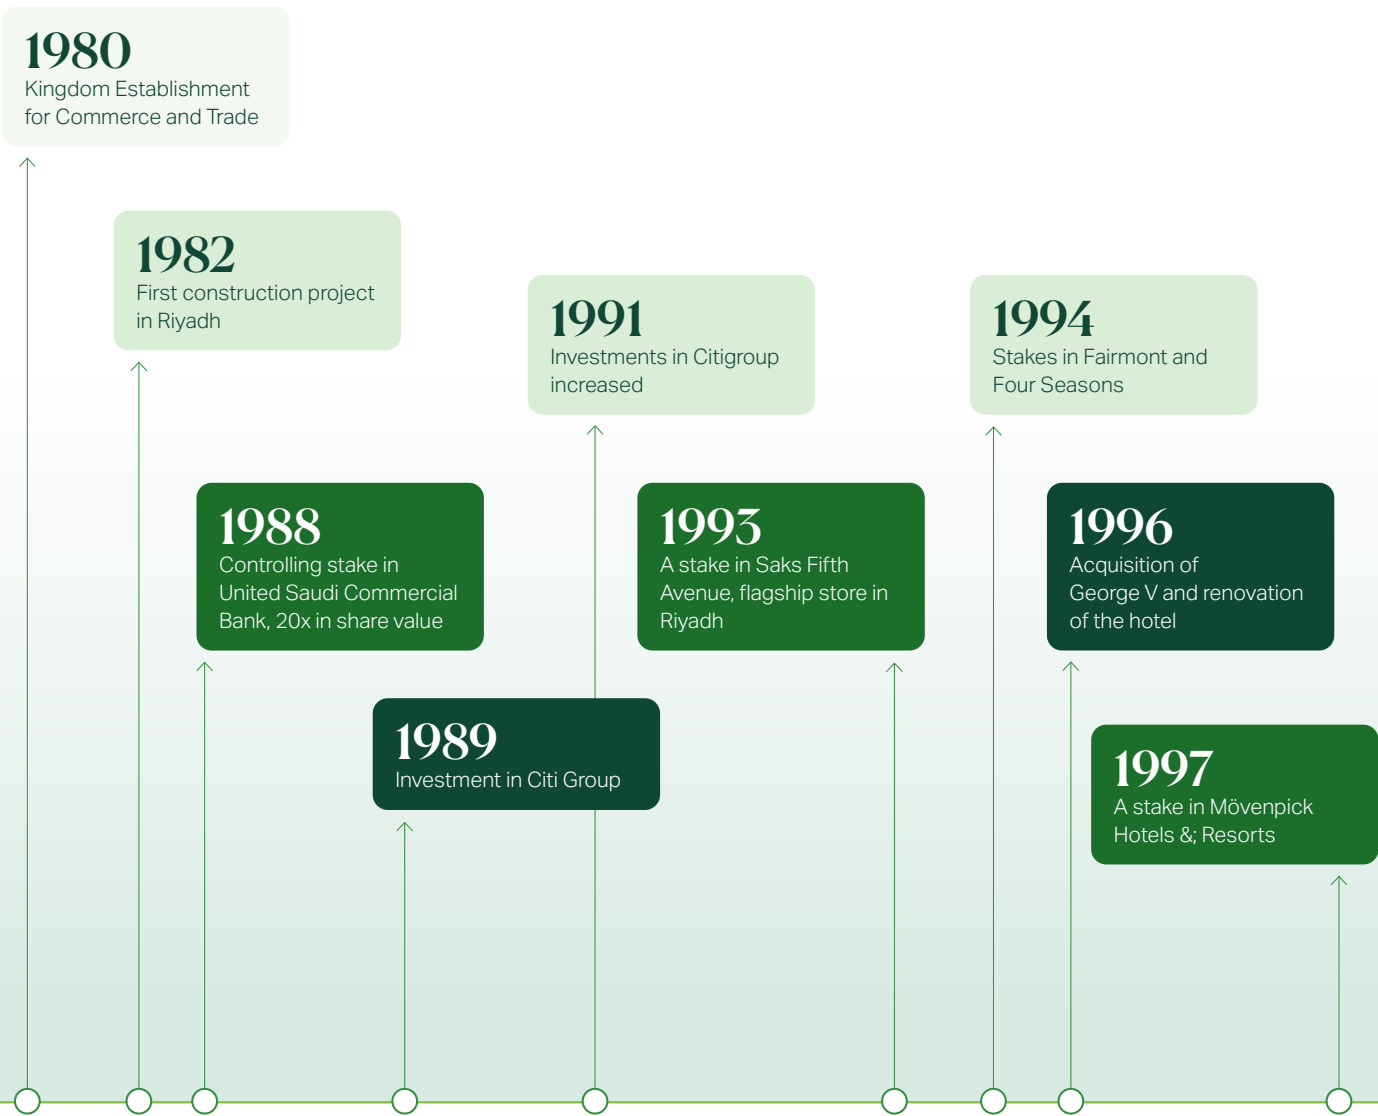 1980
Kingdom Establishment
for Commerce and Trade
1982
First construction project
in Riyadh
1988
Controlling stake in
United Saudi Commercial
Bank, 20x in share value
1989
Investment in Citi Group
1991
Investments in Citigroup
increased
1993
A stake in Saks Fifth
Avenue, flagship store in
Riyadh
1994
Stakes in Fairmont and
Four Seasons
1996
Acquisition of
George V and renovation
of the hotel
1997
A stake in Mövenpick
Hotels &; Resorts